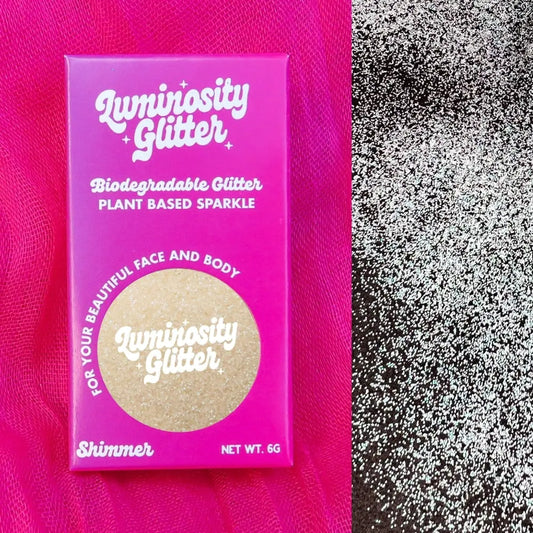 Luminosity
Glitter
Biodegradable Glitter
PLANT BASED SPARKLE
FOR YOUR BEAUTIFUL FACE AND BODY
Luminosity
Glitter
Shimmer
NET WT. 6G